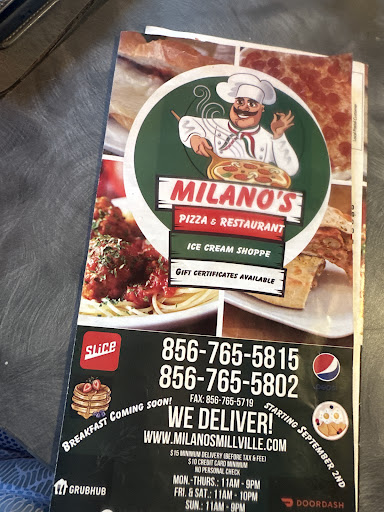 MILANO'S
PIZZA & RESTAURANT
ICE CREAM SHOPPE
GIFT CERTIFICATES AVAILABLE
SLICE
856-765-5815
856-765-5802
FAX: 856-765-5719
pepsi
BREAKFAST COMING SOON!
STARTING SEPTEMBER 2ND
WE DELIVER!
WWW.MILANOSMILLVILLE.COM
$15 MINIMUM DELIVERY (BEFORE TAX & FEE)
$10 CREDIT CARD MINIMUM
NO PERSONAL CHECK
MON.-THURS.: 11AM - 9PM
FRI. & SAT.: 11AM - 10PM
SUN.: 11AM - 9PM
GRUBHUB
DOORDASH